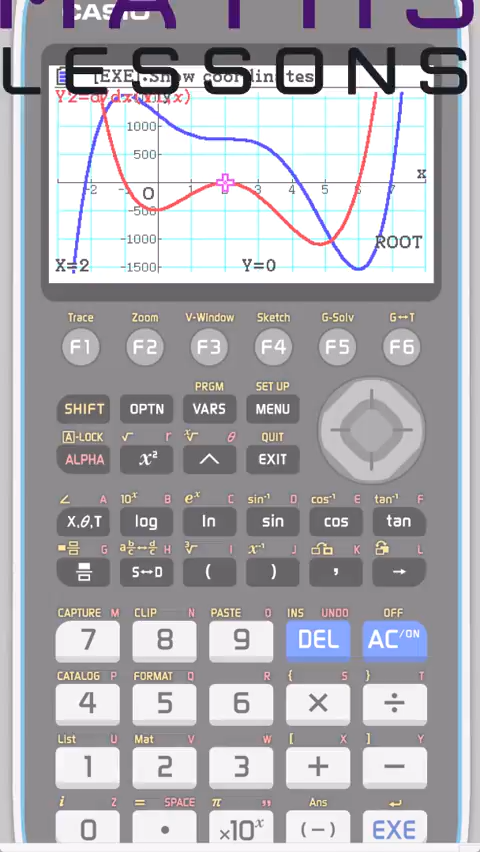 MATHS
CASIO
LESSONS
[EXE]:Show coordinates
1000
500
x
-2 O 1 2 3 4 5 6 7 8
-500
-1000
ROOT
-1500
X=2 Y=0
Trace Zoom V-Window Sketch G-Solv G↔T
F1 F2 F3 F4 F5 F6
PRGM SET UP
SHIFT OPTN VARS MENU
A-LOCK √ r x√ θ QUIT
ALPHA x² ^ EXIT
∠ A 10ˣ B eˣ C sin⁻¹ D cos⁻¹ E tan⁻¹ F
X,θ,T log ln sin cos tan
G a b/c↔d/c H ³√ I x⁻¹ J K L
S↔D ( ) , →
CAPTURE M CLIP N PASTE O INS UNDO OFF
7 8 9 DEL AC/ON
CATALOG P FORMAT Q R { S } T
4 5 6 × ÷
List U Mat V W [ X ] Y
1 2 3 + −
i Z = SPACE π " Ans ↵
0 • ×10ˣ (−) EXE